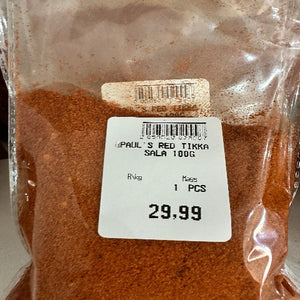 PAUL'S RED TIKKA
SALA 100G
R/kg Mass
1 PCS
29,99